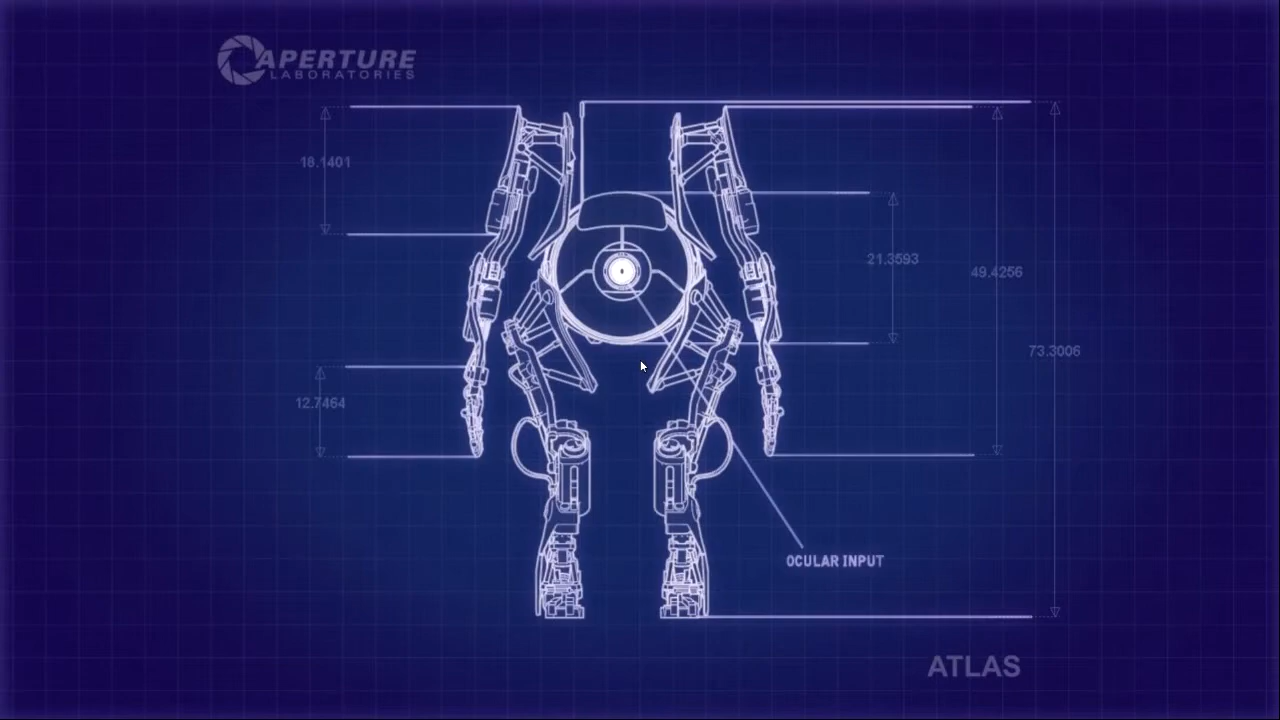 APERTURE
LABORATORIES
18.1401
21.3593
49.4256
73.3006
12.7464
OCULAR INPUT
ATLAS